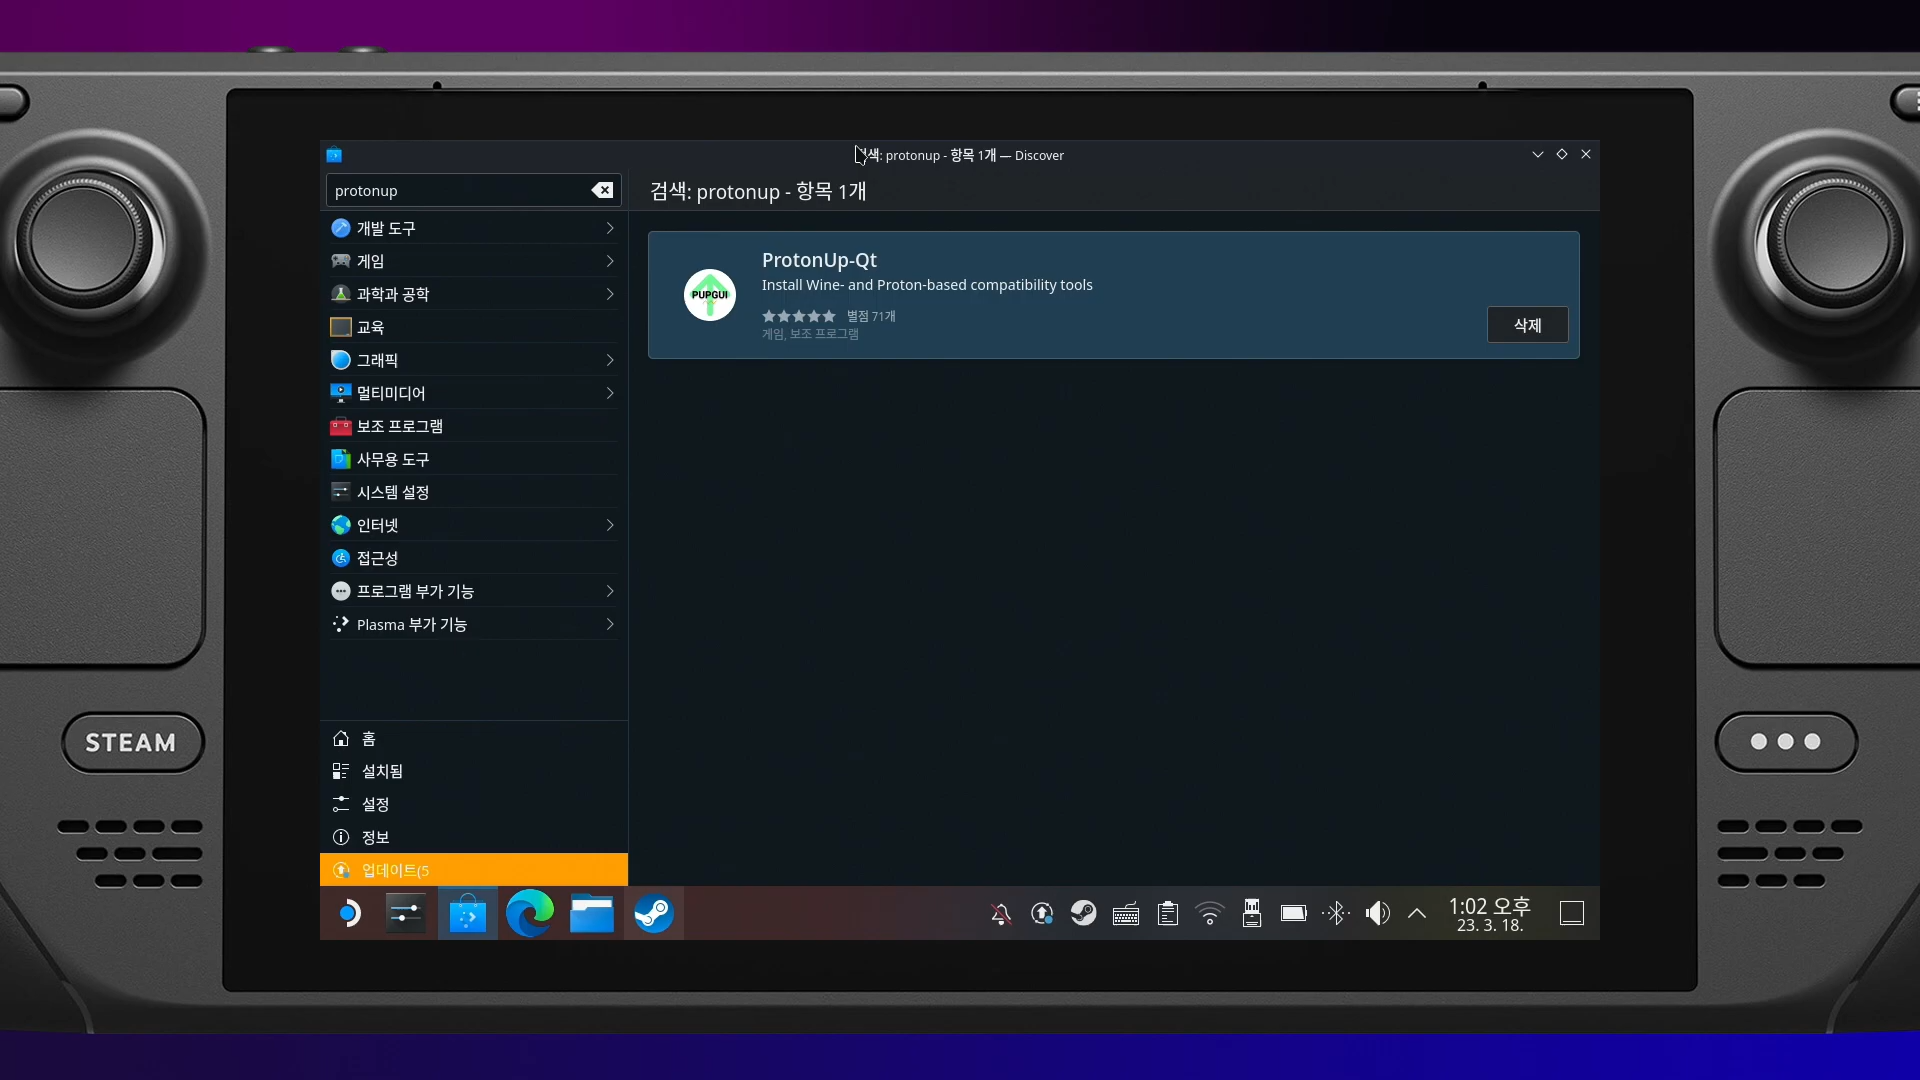 검색: protonup - 항목 1개 — Discover
protonup
검색: protonup - 항목 1개
개발 도구
게임
과학과 공학
교육
그래픽
멀티미디어
보조 프로그램
사무용 도구
시스템 설정
인터넷
접근성
프로그램 부가 기능
Plasma 부가 기능
PUPGUI
ProtonUp-Qt
Install Wine- and Proton-based compatibility tools
별점 71개
게임, 보조 프로그램
삭제
홈
설치됨
설정
정보
업데이트(5
1:02 오후
23. 3. 18.
STEAM